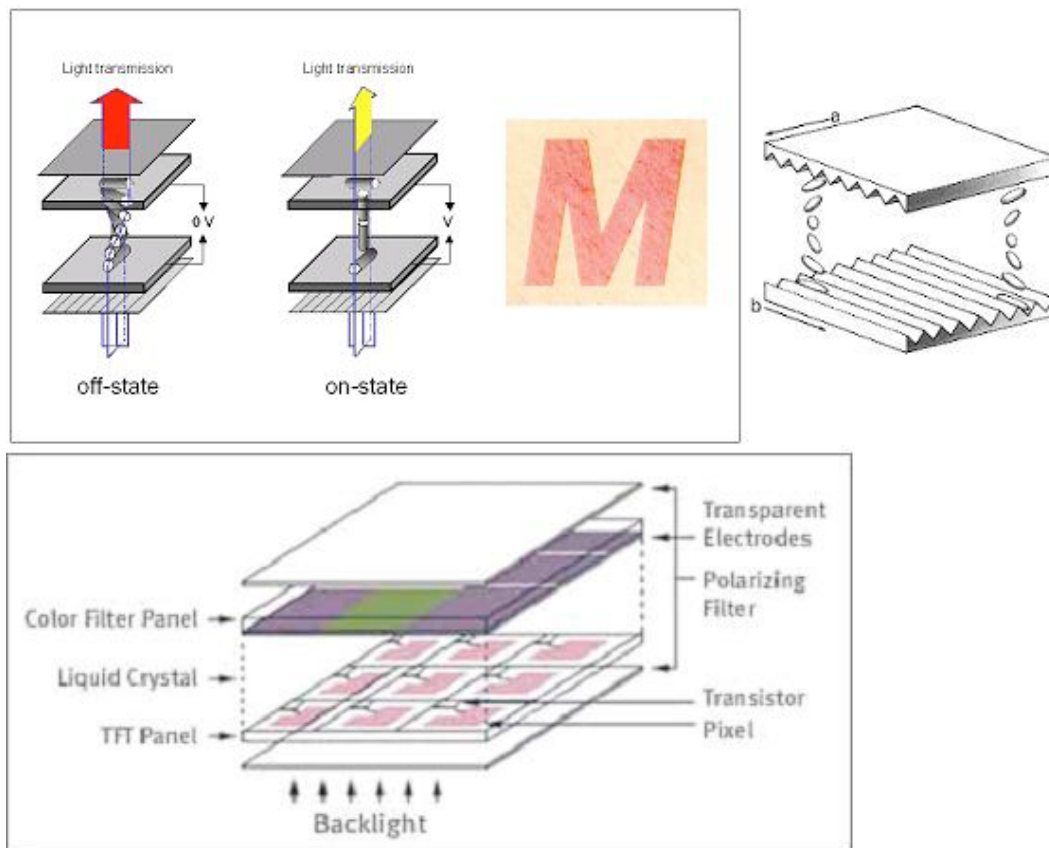 Light transmission
Light transmission
0 V
V
off-state
on-state
M
a
b
Transparent
Electrodes
Polarizing
Filter
Color Filter Panel
Liquid Crystal
Transistor
Pixel
TFT Panel
Backlight